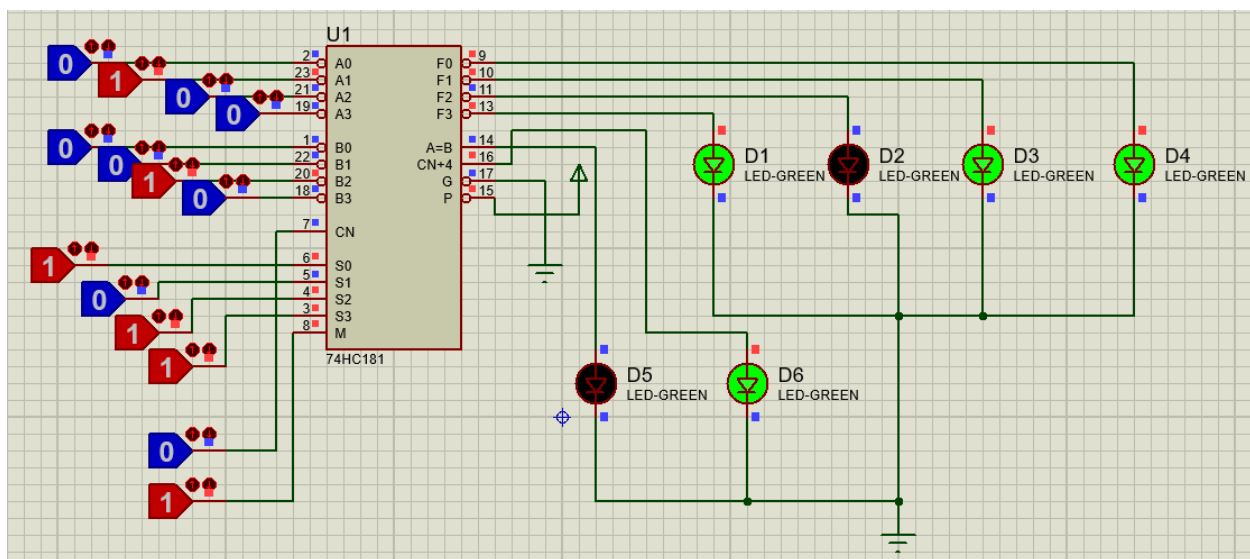 U1
0 2 A0 F0 9
1 23 A1 F1 10
0 21 A2 F2 11
0 19 A3 F3 13
0 1 B0 A=B 14
0 22 B1 CN+4 16
1 20 B2 G 17
0 18 B3 P 15
7 CN
1 6 S0
0 5 S1
1 4 S2
1 3 S3
8 M
74HC181
0
1
D1
LED-GREEN
D2
LED-GREEN
D3
LED-GREEN
D4
LED-GREEN
D5
LED-GREEN
D6
LED-GREEN